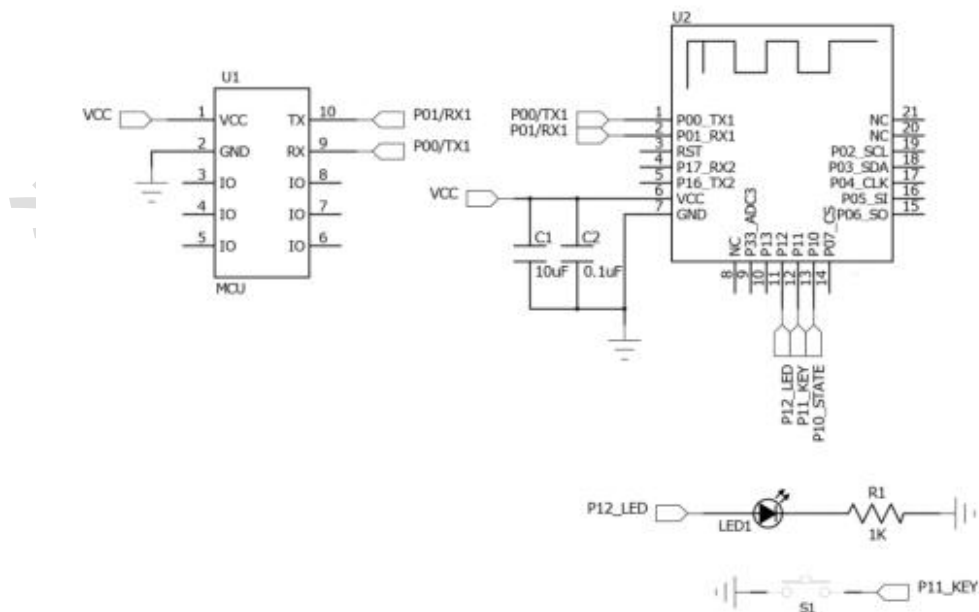 U1
VCC
1 VCC TX 10 P01/RX1
2 GND RX 9 P00/TX1
3 IO IO 8
4 IO IO 7
5 IO IO 6
MCU
U2
P00/TX1 1 P00_TX1 NC 21
P01/RX1 2 P01_RX1 NC 20
3 RST P02_SCL 19
4 P17_RX2 P03_SDA 18
5 P16_TX2 P04_CLK 17
VCC 6 VCC P05_SI 16
7 GND P06_SO 15
NC P33_ADC3 P13 P12 P11 P10 P07_CS
8 9 10 11 12 13 14
C1 C2
10uF 0.1uF
P12_LED
P11_KEY
P10_STATE
P12_LED LED1 R1
1K
S1 P11_KEY